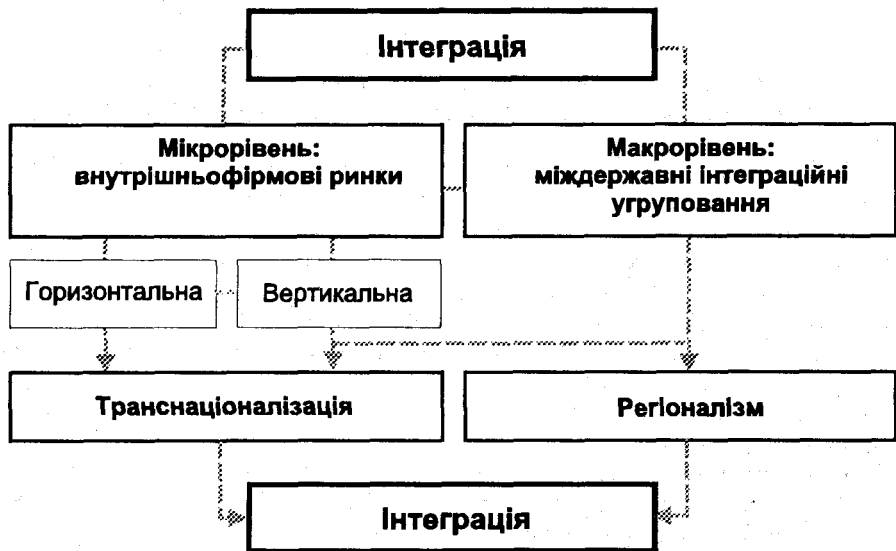 Інтеграція
Мікрорівень:
внутрішньофірмові ринки
Макрорівень:
міждержавні інтеграційні
угруповання
Горизонтальна
Вертикальна
Транснаціоналізація
Регіоналізм
Інтеграція